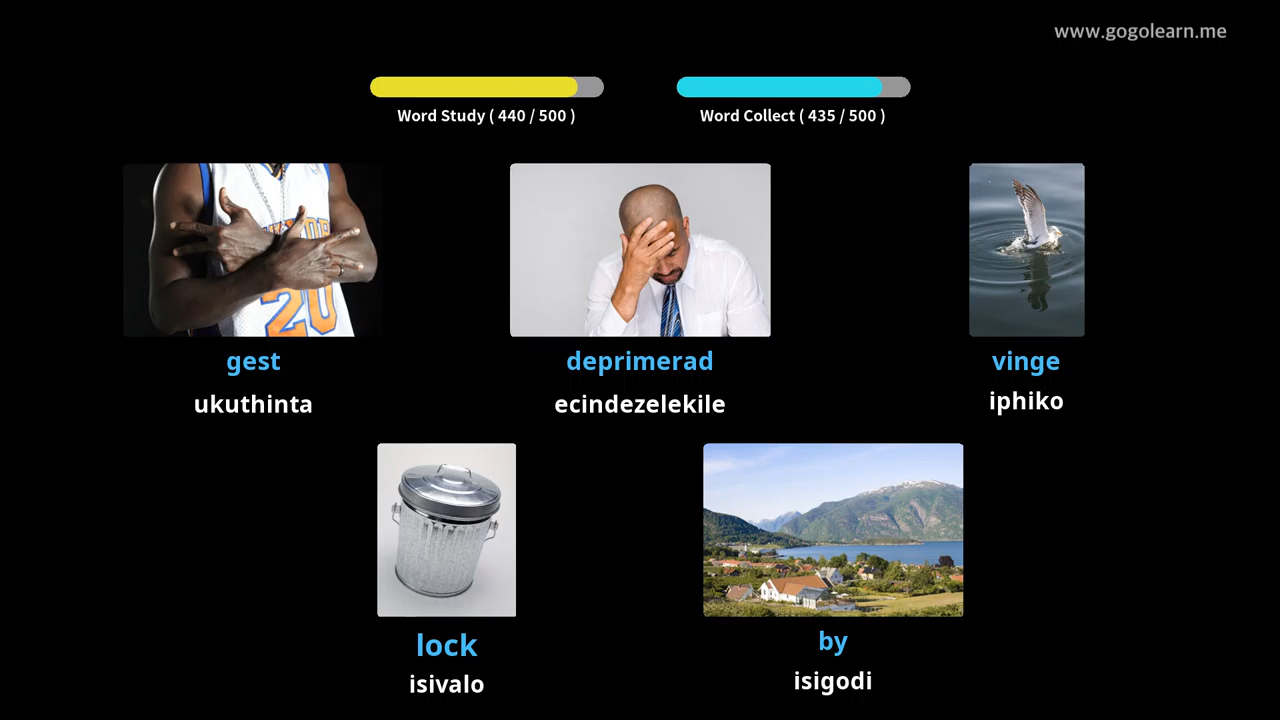 www.gogolearn.me
Word Study ( 440 / 500 )
Word Collect ( 435 / 500 )
20
gest
deprimerad
vinge
ukuthinta
ecindezelekile
iphiko
lock
by
isivalo
isigodi